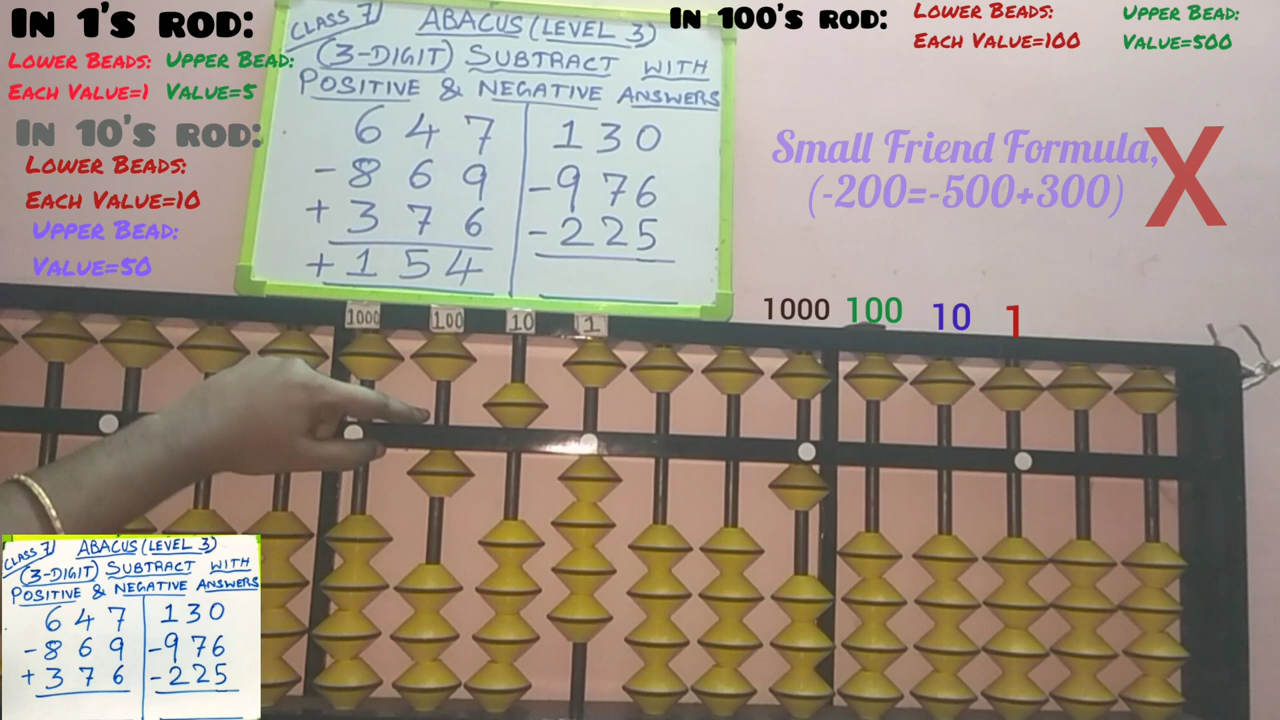 In 1's rod:
Lower Beads: Upper Bead:
Each Value=1 Value=5
In 10's rod:
Lower Beads:
Each Value=10
Upper Bead:
Value=50
CLASS 7/ ABACUS (LEVEL 3)
(3-DIGIT) SUBTRACT WITH
POSITIVE & NEGATIVE ANSWERS
6 4 7
- 8 6 9
+ 3 7 6
+ 1 5 4
1 3 0
- 9 7 6
- 2 2 5
In 100's rod:
Lower Beads:
Each Value=100
Upper Bead:
Value=500
Small Friend Formula,
(-200=-500+300)
X
1000 100 10 1
1000 100 10 1
CLASS 7/ ABACUS (LEVEL 3)
(3-DIGIT) SUBTRACT WITH
POSITIVE & NEGATIVE ANSWERS
6 4 7
- 8 6 9
+ 3 7 6
1 3 0
- 9 7 6
- 2 2 5